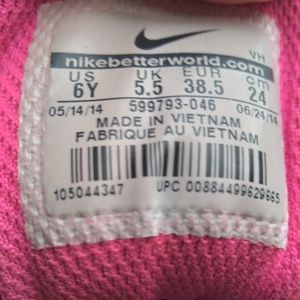 VH
nikebetterworld.com
US UK EUR cm
6Y 5.5 38.5 24
05/14/14 599793-046 06/24/14
MADE IN VIETNAM
FABRIQUE AU VIETNAM
105044347 UPC 00884499629665